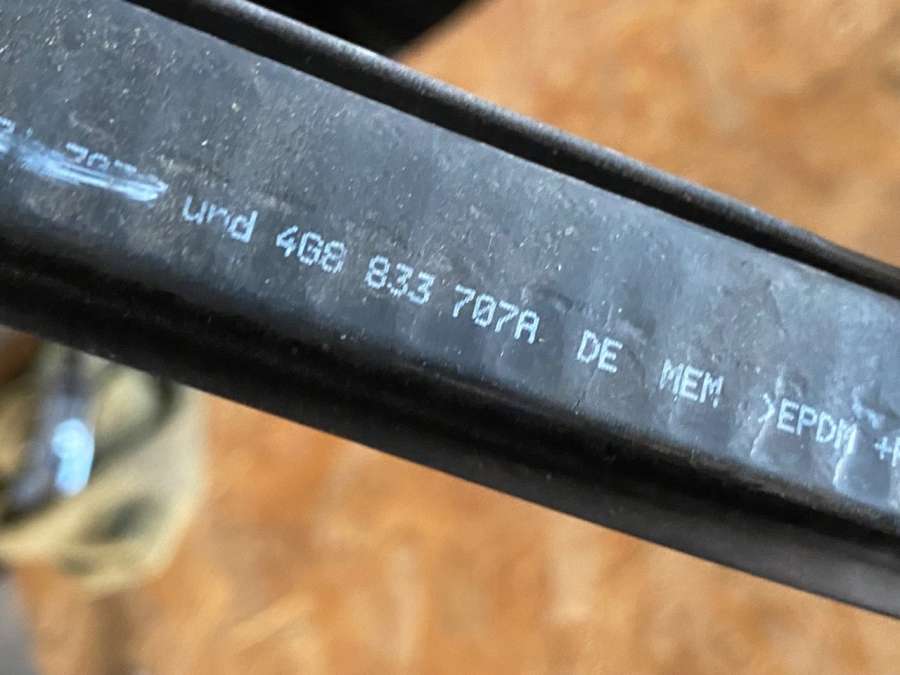 und 4G8 833 707A DE MEM >EPDM